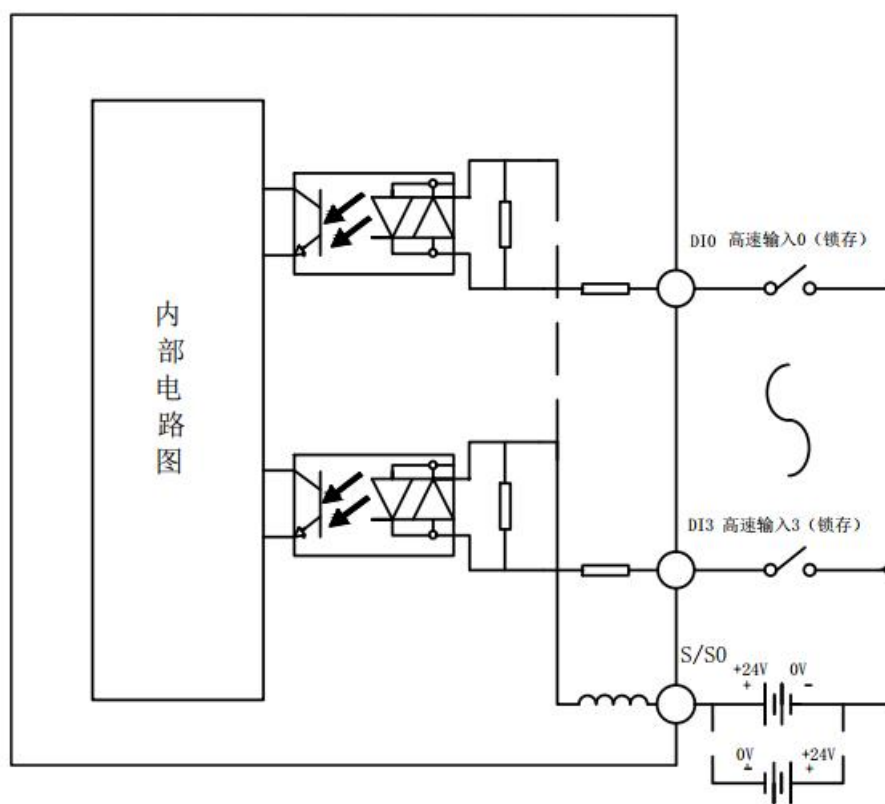 DI0 高速输入0（锁存）
内部电路图
DI3 高速输入3（锁存）
S/S0
+24V 0V
+ -
0V +24V
- +